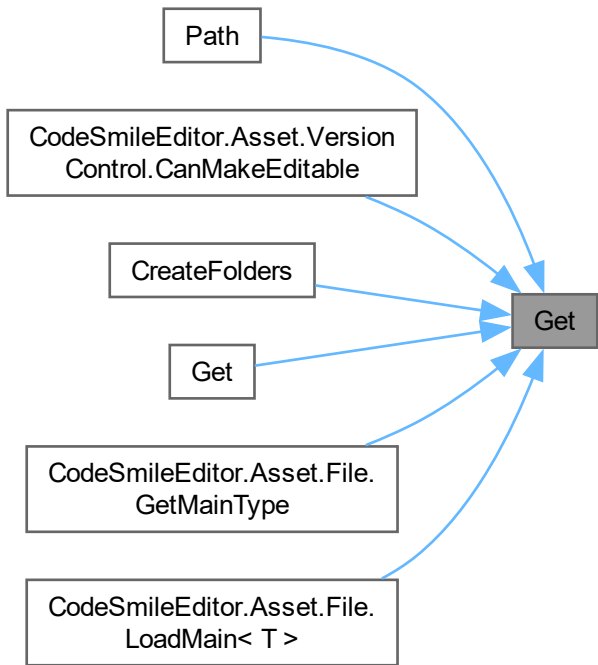 Path
CodeSmileEditor.Asset.Version
Control.CanMakeEditable
CreateFolders
Get
Get
CodeSmileEditor.Asset.File.
GetMainType
CodeSmileEditor.Asset.File.
LoadMain< T >